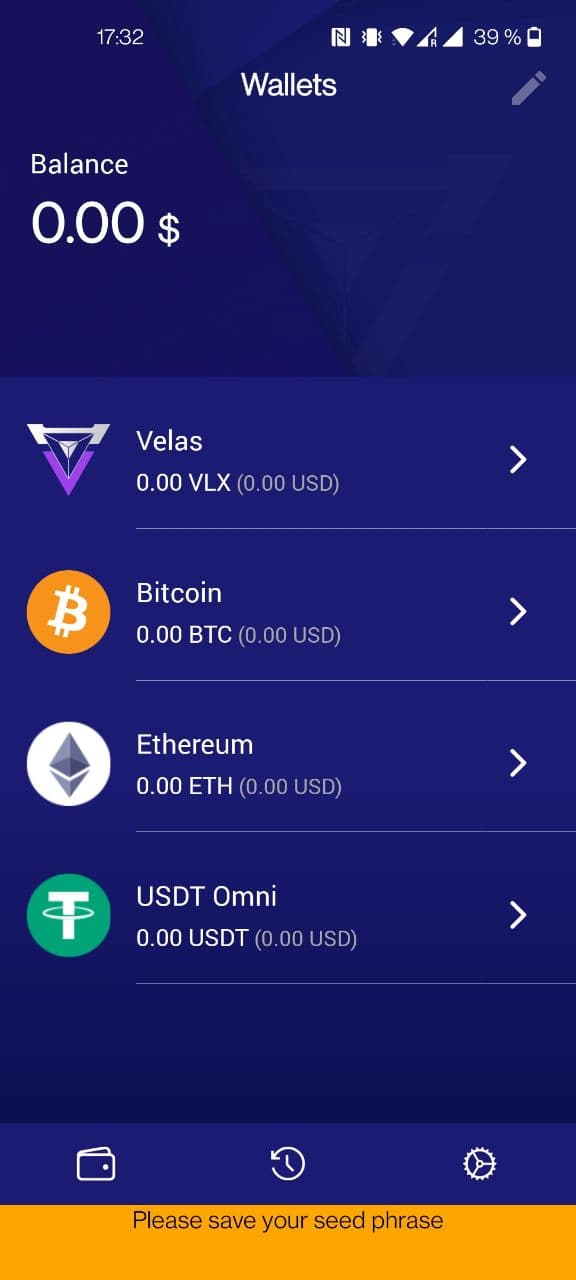 17:32 R 39 %
Wallets
Balance
0.00 $
Velas
0.00 VLX (0.00 USD)
Bitcoin
0.00 BTC (0.00 USD)
Ethereum
0.00 ETH (0.00 USD)
USDT Omni
0.00 USDT (0.00 USD)
Please save your seed phrase